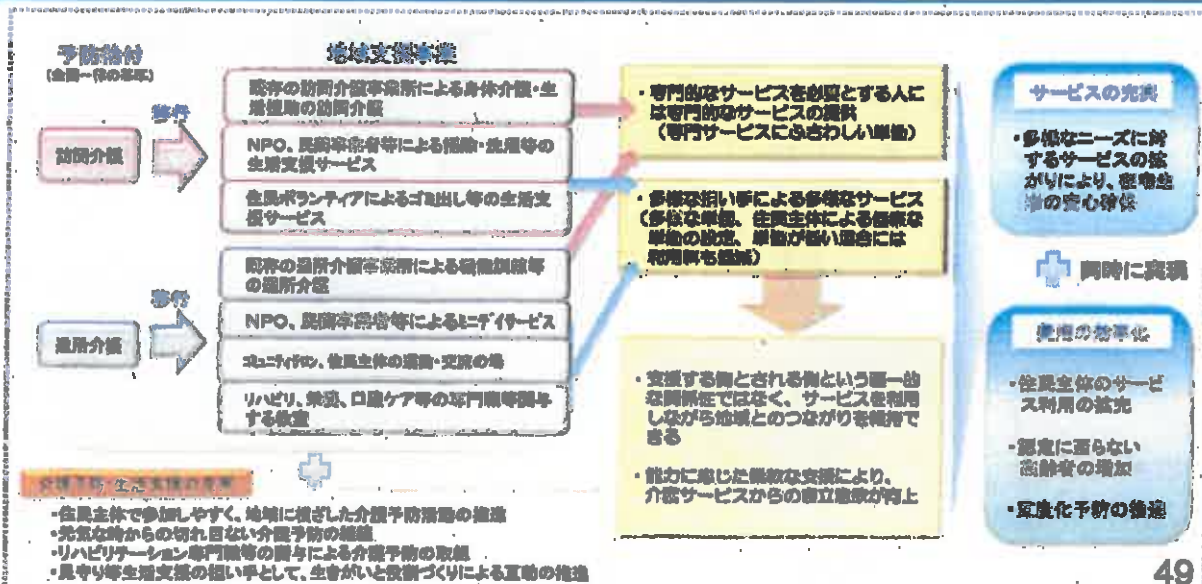 予防給付
(全国一律の基準)
地域支援事業
移行
訪問介護
既存の訪問介護事業所による身体介護・生
活援助の訪問介護
NPO、民間事業者等による掃除・洗濯等の
生活支援サービス
住民ボランティアによるゴミ出し等の生活支
援サービス
移行
通所介護
既存の通所介護事業所による機能訓練等
の通所介護
NPO、民間事業者等によるミニデイサービス
コミュニティサロン、住民主体の運動・交流の場
リハビリ、栄養、口腔ケア等の専門職等関与
する教室
・専門的なサービスを必要とする人に
は専門的なサービスの提供
(専門サービスにふさわしい単価)
・多様な担い手による多様なサービス
(多様な単価、住民主体による低廉な
単価の設定、単価が低い場合には
利用料も低減)
・支援する側とされる側という画一的
な関係性ではなく、サービスを利用
しながら地域とのつながりを維持で
きる
・能力に応じた柔軟な支援により、
介護サービスからの自立意欲が向上
サービスの充実
・多様なニーズに対
するサービスの拡
がりにより、在宅生
活の安心確保
同時に実現
費用の効率化
・住民主体のサービ
ス利用の拡充
・認定に至らない
高齢者の増加
・重度化予防の推進
介護予防・生活支援の充実
・住民主体で参加しやすく、地域に根ざした介護予防活動の推進
・元気な時からの切れ目ない介護予防の継続
・リハビリテーション専門職等の関与による介護予防の取組
・見守り等生活支援の担い手として、生きがいと役割づくりによる互助の推進
49